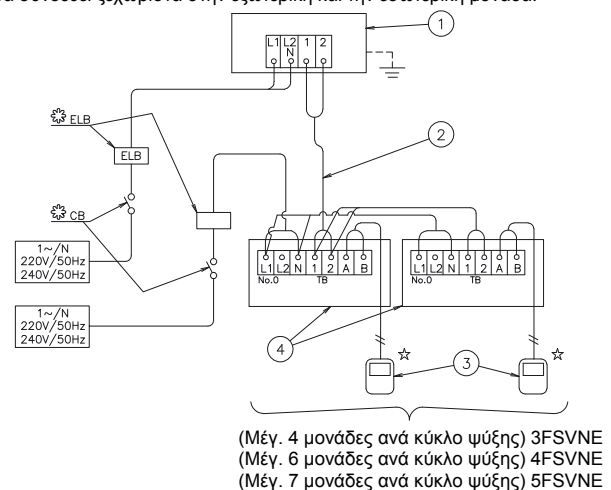 να συνδεθεί ξεχωριστά στην εξωτερική και την εσωτερική μονάδα.
1
L1 L2 1 2
N
ELB
2
ELB
CB
1~/N
220V/50Hz
240V/50Hz
L1 L2 N 1 2 A B
No.0 TB
L1 L2 N 1 2 A B
No.0 TB
1~/N
220V/50Hz
240V/50Hz
4
3
(Μέγ. 4 μονάδες ανά κύκλο ψύξης) 3FSVNE
(Μέγ. 6 μονάδες ανά κύκλο ψύξης) 4FSVNE
(Μέγ. 7 μονάδες ανά κύκλο ψύξης) 5FSVNE